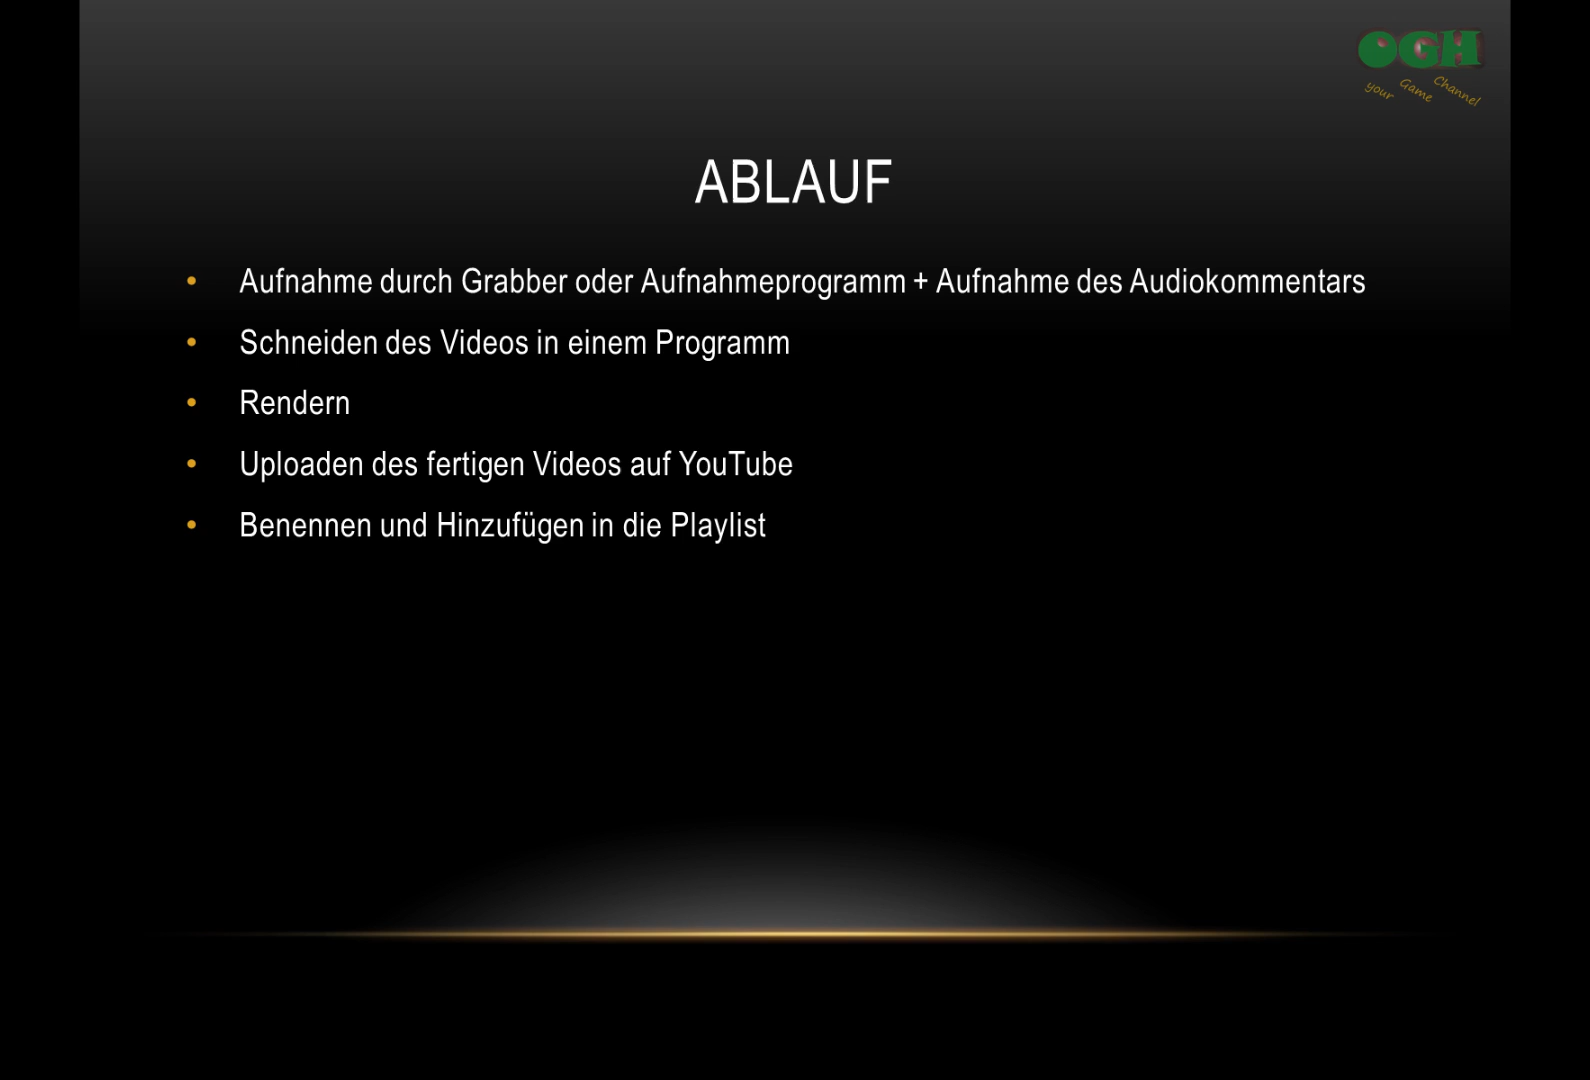 OGH
your Game Channel
ABLAUF
• Aufnahme durch Grabber oder Aufnahmeprogramm + Aufnahme des Audiokommentars
• Schneiden des Videos in einem Programm
• Rendern
• Uploaden des fertigen Videos auf YouTube
• Benennen und Hinzufügen in die Playlist